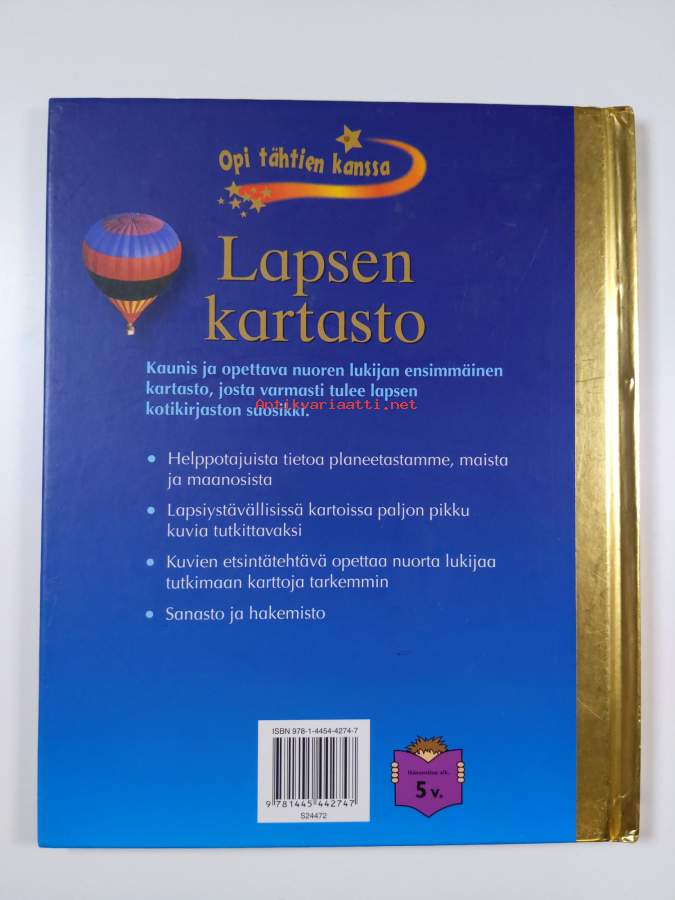 Opi tähtien kanssa
Lapsen
kartasto
Kaunis ja opettava nuoren lukijan ensimmäinen
kartasto, josta varmasti tulee lapsen
Antikvariaatti.net
kotikirjaston suosikki.
• Helppotajuista tietoa planeetastamme, maista
ja maanosista
• Lapsiystävällisissä kartoissa paljon pikku
kuvia tutkittavaksi
• Kuvien etsintätehtävä opettaa nuorta lukijaa
tutkimaan karttoja tarkemmin
• Sanasto ja hakemisto
ISBN 978-1-4454-4274-7
9 781445 442747
S24472
Ikäsuositus alk.
5 v.